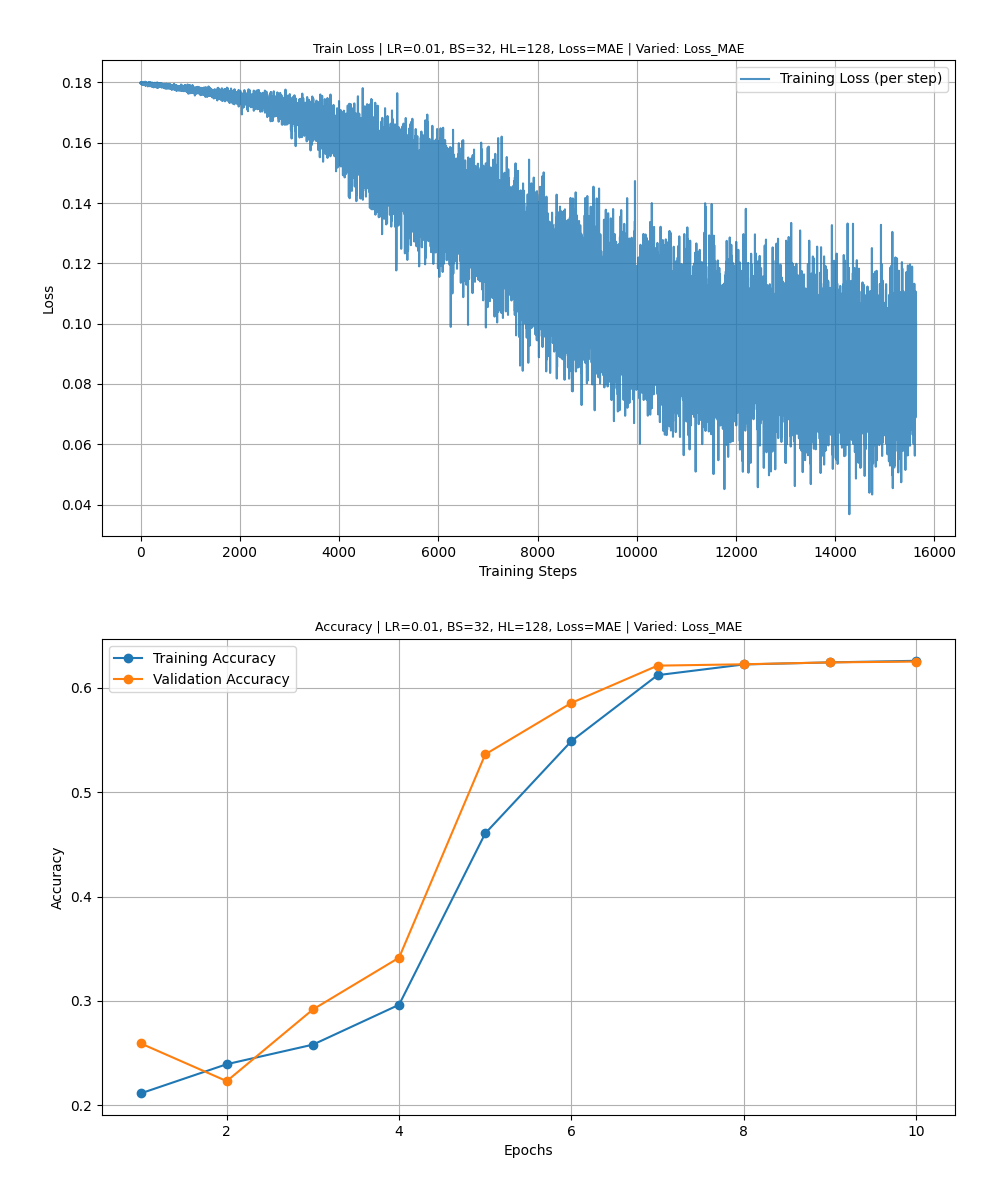 Train Loss | LR=0.01, BS=32, HL=128, Loss=MAE | Varied: Loss_MAE
Training Loss (per step)
0.18
0.16
0.14
0.12
0.10
0.08
0.06
0.04
Loss
0 2000 4000 6000 8000 10000 12000 14000 16000
Training Steps
Accuracy | LR=0.01, BS=32, HL=128, Loss=MAE | Varied: Loss_MAE
Training Accuracy
Validation Accuracy
0.6
0.5
0.4
0.3
0.2
Accuracy
2 4 6 8 10
Epochs